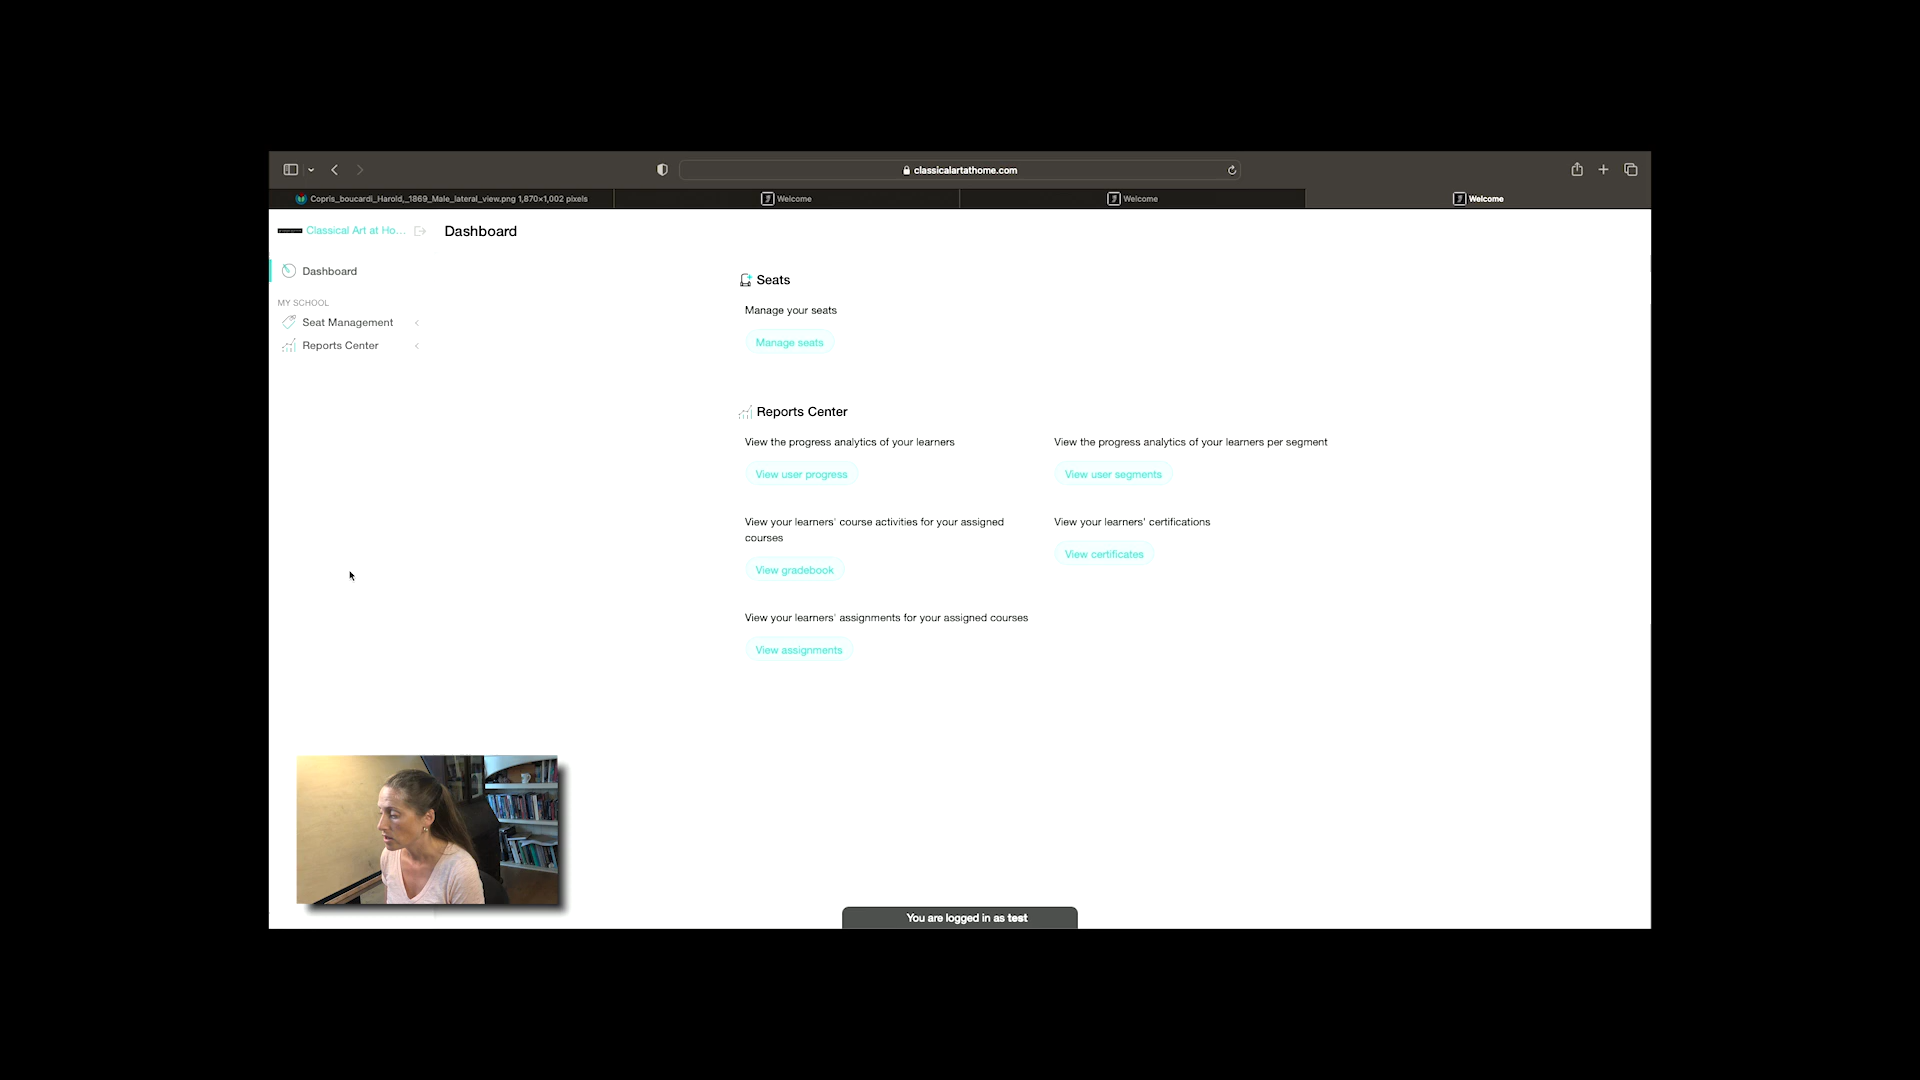 classicalartathome.com
Copris_boucardi_Harold,_1869_Male_lateral_view.png 1,870×1,002 pixels
Welcome
Welcome
Welcome
Classical Art at Ho...
Dashboard
Dashboard
MY SCHOOL
Seat Management
Reports Center
Seats
Manage your seats
Manage seats
Reports Center
View the progress analytics of your learners
View user progress
View the progress analytics of your learners per segment
View user segments
View your learners' course activities for your assigned
courses
View gradebook
View your learners' certifications
View certificates
View your learners' assignments for your assigned courses
View assignments
You are logged in as test